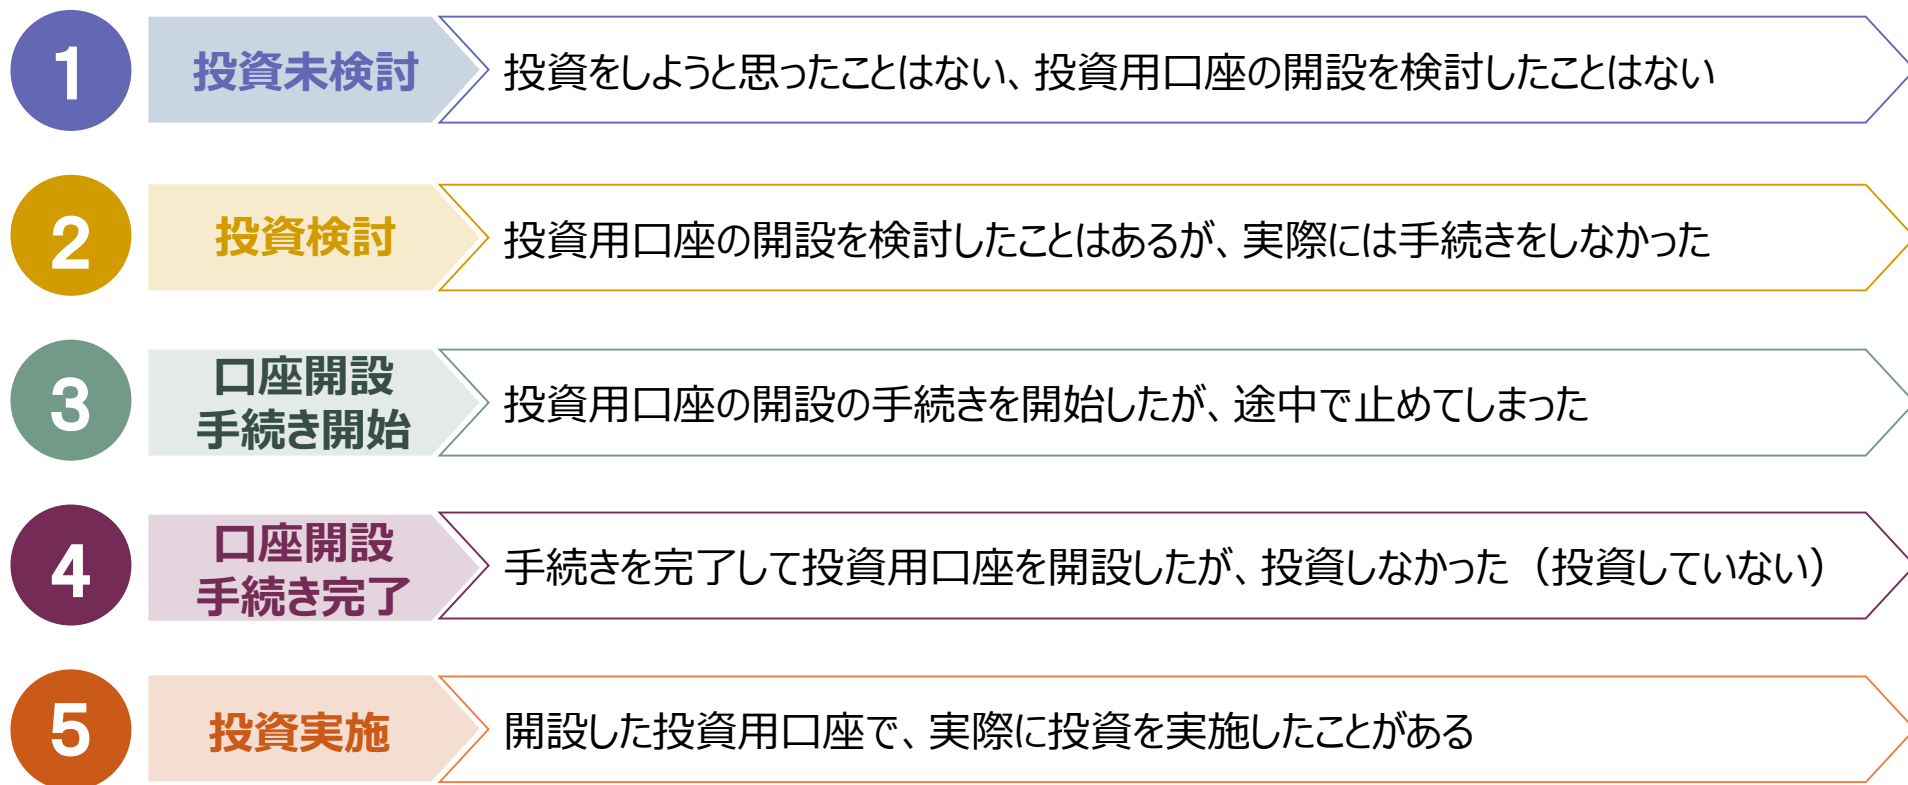 1
投資未検討
投資をしようと思ったことはない、投資用口座の開設を検討したことはない
2
投資検討
投資用口座の開設を検討したことはあるが、実際には手続きをしなかった
3
口座開設
手続き開始
投資用口座の開設の手続きを開始したが、途中で止めてしまった
4
口座開設
手続き完了
手続きを完了して投資用口座を開設したが、投資しなかった（投資していない）
5
投資実施
開設した投資用口座で、実際に投資を実施したことがある